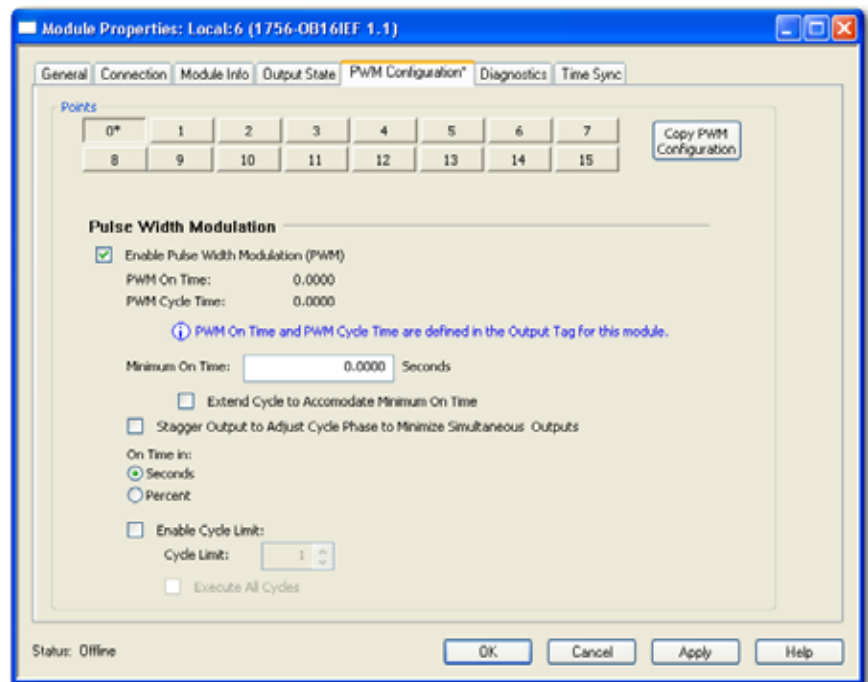 Module Properties: Local:6 (1756-OB16IEF 1.1)
General Connection Module Info Output State PWM Configuration* Diagnostics Time Sync
Points
0* 1 2 3 4 5 6 7
8 9 10 11 12 13 14 15
Copy PWM
Configuration
Pulse Width Modulation
Enable Pulse Width Modulation (PWM)
PWM On Time: 0.0000
PWM Cycle Time: 0.0000
PWM On Time and PWM Cycle Time are defined in the Output Tag for this module.
Minimum On Time: 0.0000 Seconds
Extend Cycle to Accomodate Minimum On Time
Stagger Output to Adjust Cycle Phase to Minimize Simultaneous Outputs
On Time in:
Seconds
Percent
Enable Cycle Limit:
Cycle Limit: 1
Execute All Cycles
Status: Offline
OK Cancel Apply Help